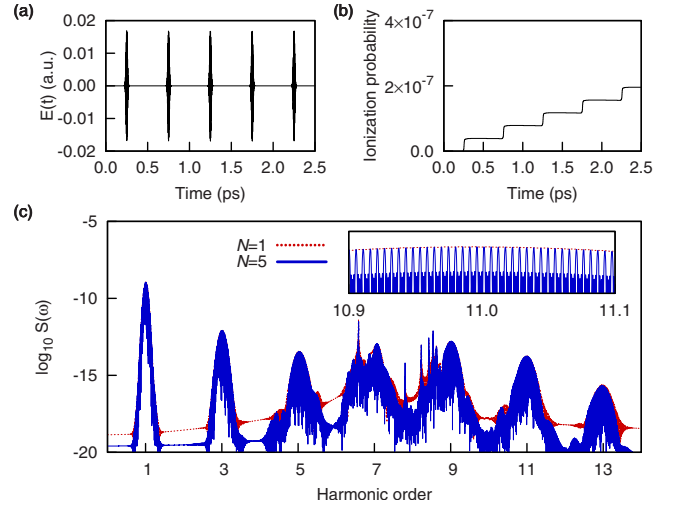 (a)
E(t) (a.u.)
0.02
0.01
0.00
-0.01
-0.02
0.0 0.5 1.0 1.5 2.0 2.5
Time (ps)
(b)
Ionization probability
4×10⁻⁷
2×10⁻⁷
0.0
0.0 0.5 1.0 1.5 2.0 2.5
Time (ps)
(c)
log₁₀ S(ω)
-5
-10
-15
-20
N=1
N=5
10.9 11.0 11.1
1 3 5 7 9 11 13
Harmonic order